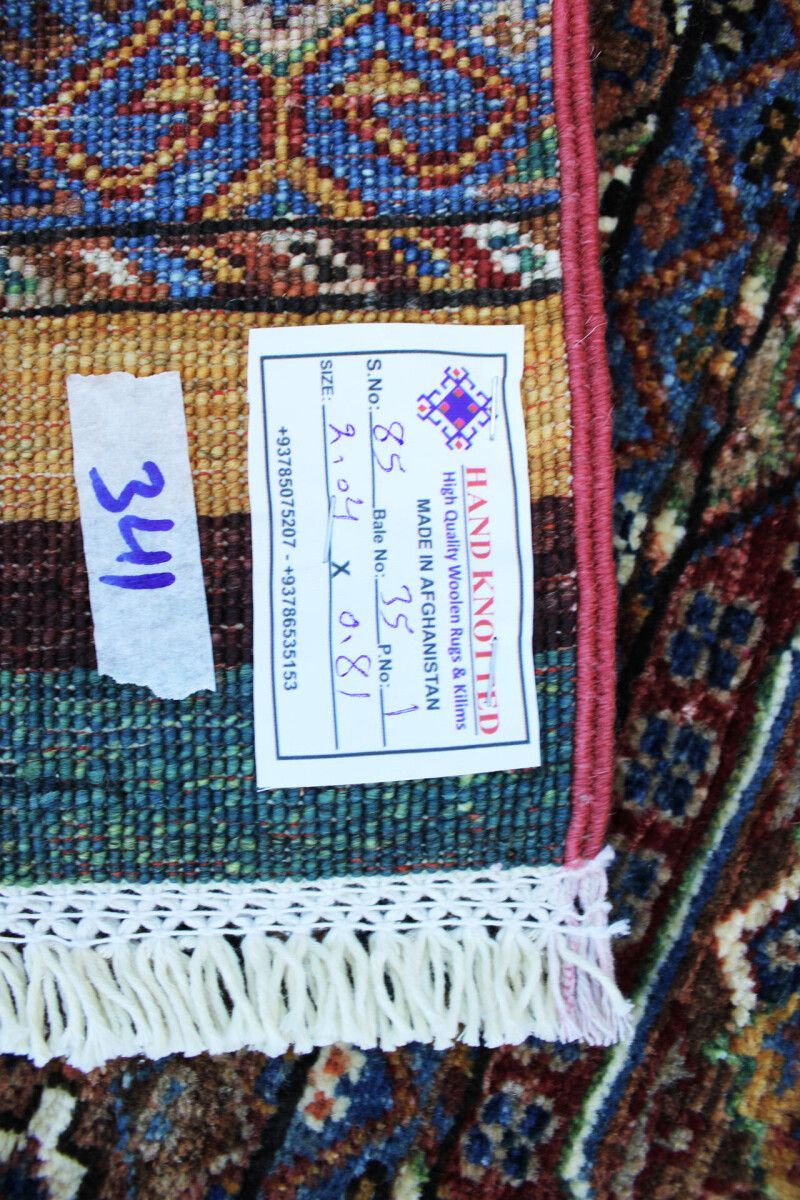 HAND KNOTTED
High Quality Woolen Rugs & Kilims
MADE IN AFGHANISTAN
S.No: 85 Bale No: 35 P.No: 1
SIZE: 2.04 X 0.81
+93785075207 - +93786535153
341